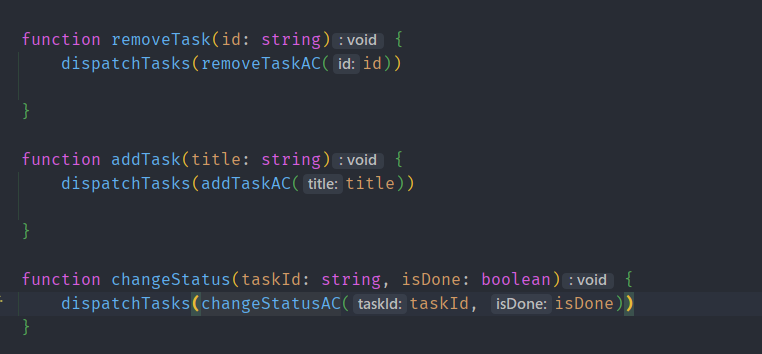 function removeTask(id: string) : void {
    dispatchTasks(removeTaskAC( id: id))
}
function addTask(title: string) : void {
    dispatchTasks(addTaskAC( title: title))
}
function changeStatus(taskId: string, isDone: boolean) : void {
    dispatchTasks(changeStatusAC( taskId: taskId, isDone: isDone))
}